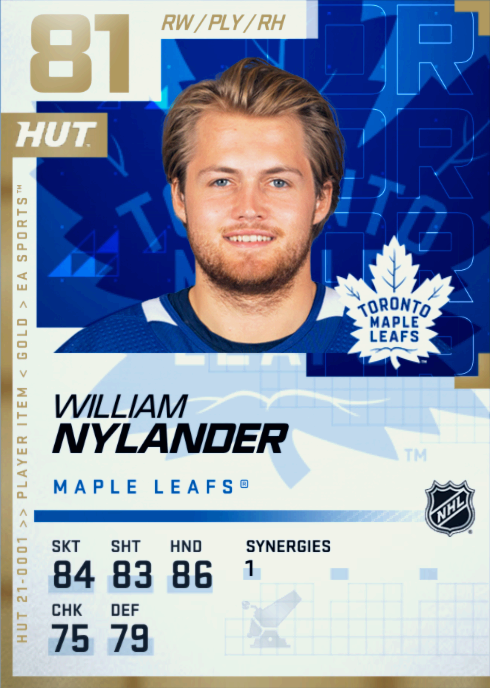 81
RW / PLY / RH
HUT
TORONTO
MAPLE
LEAFS
WILLIAM
NYLANDER
TM
MAPLE LEAFS®
NHL
SKT SHT HND
84 83 86
SYNERGIES
1
CHK DEF
75 79
HUT 21-0001 >> PLAYER ITEM < GOLD > EA SPORTS™